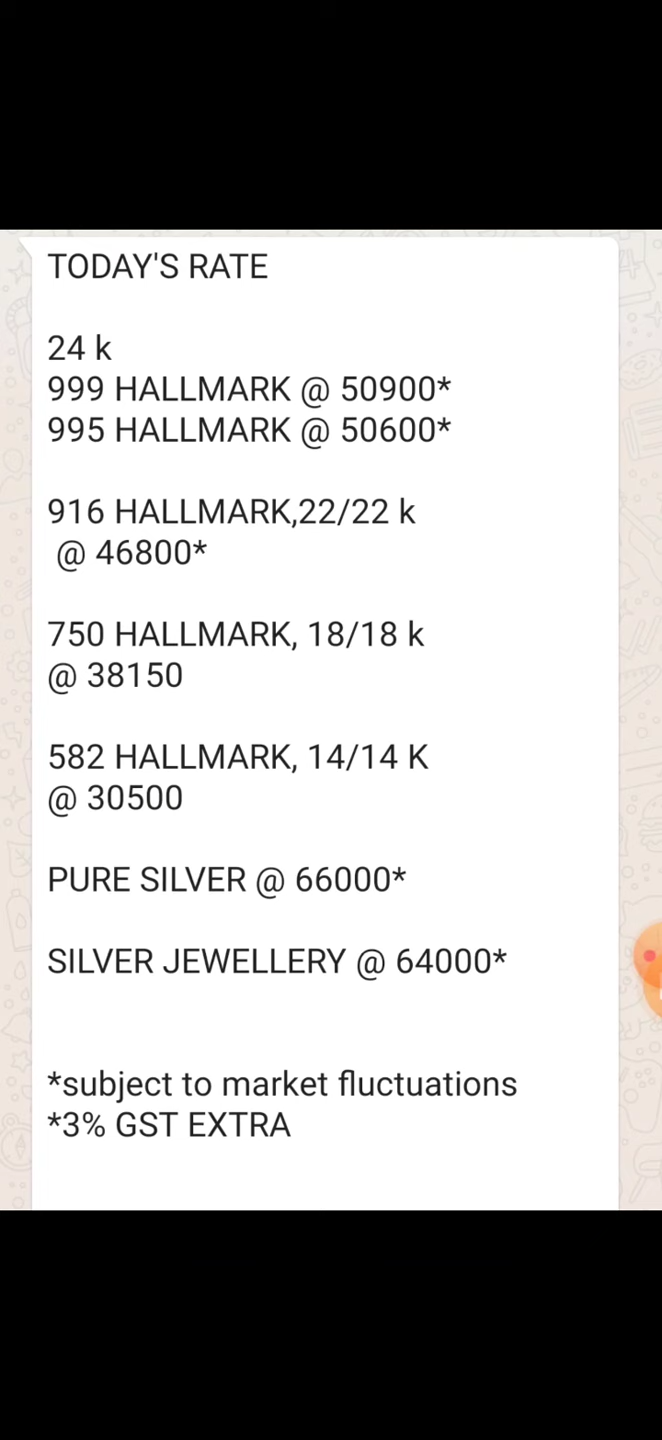 TODAY'S RATE
24 k
999 HALLMARK @ 50900*
995 HALLMARK @ 50600*
916 HALLMARK,22/22 k
@ 46800*
750 HALLMARK, 18/18 k
@ 38150
582 HALLMARK, 14/14 K
@ 30500
PURE SILVER @ 66000*
SILVER JEWELLERY @ 64000*
*subject to market fluctuations
*3% GST EXTRA